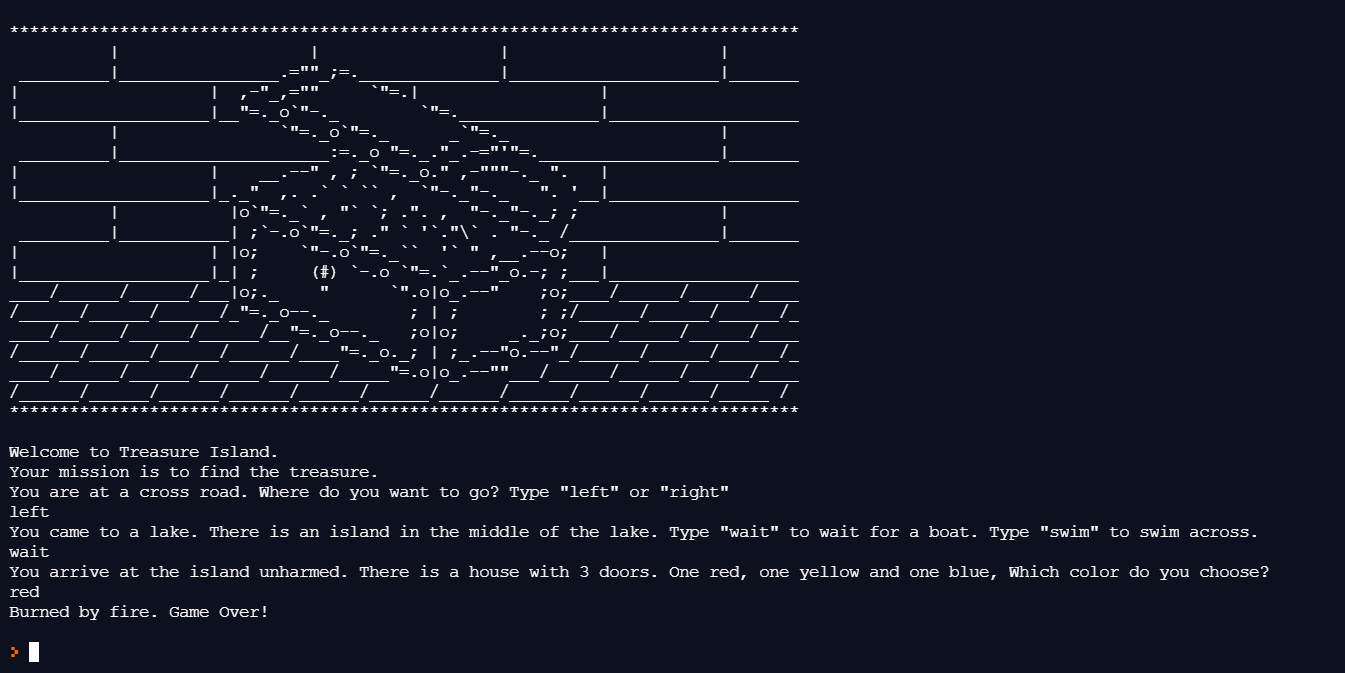 Welcome to Treasure Island.
Your mission is to find the treasure.
You are at a cross road. Where do you want to go? Type "left" or "right"
left
You came to a lake. There is an island in the middle of the lake. Type "wait" to wait for a boat. Type "swim" to swim across.
wait
You arrive at the island unharmed. There is a house with 3 doors. One red, one yellow and one blue, Which color do you choose?
red
Burned by fire. Game Over!
>